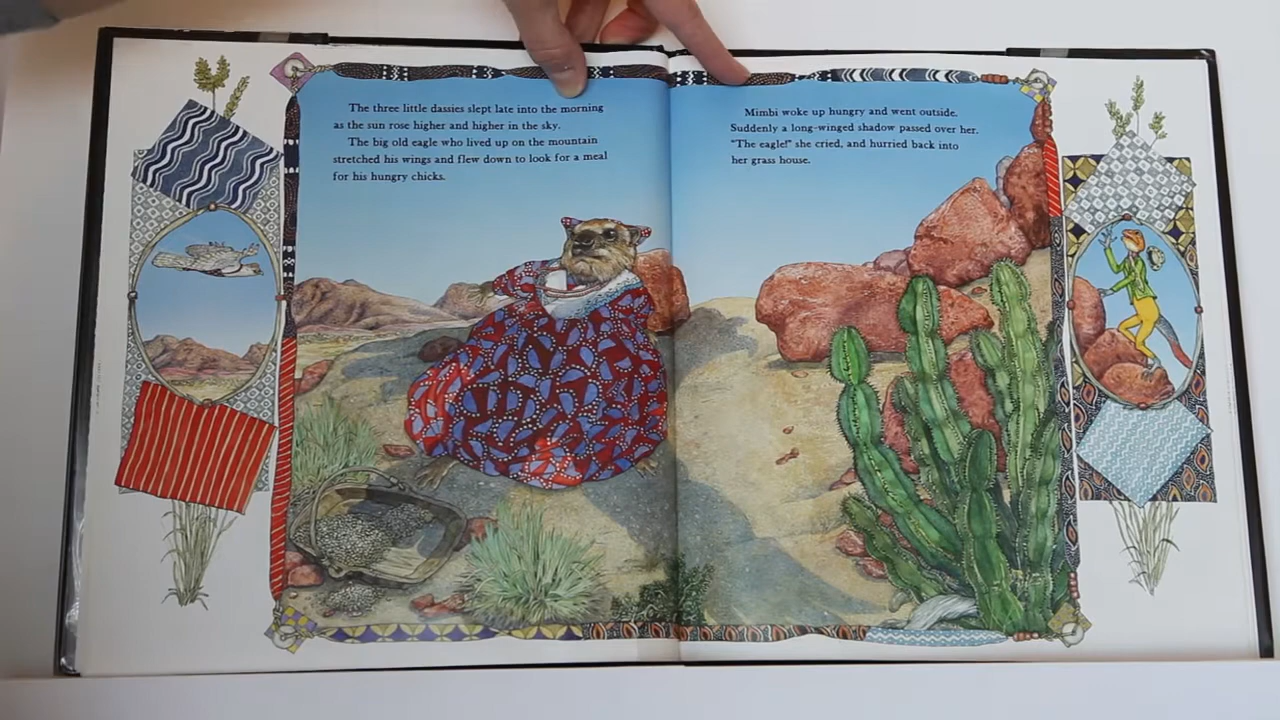 The three little dassies slept late into the morning
as the sun rose higher and higher in the sky.
The big old eagle who lived up on the mountain
stretched his wings and flew down to look for a meal
for his hungry chicks.
Mimbi woke up hungry and went outside.
Suddenly a long-winged shadow passed over her.
"The eagle!" she cried, and hurried back into
her grass house.